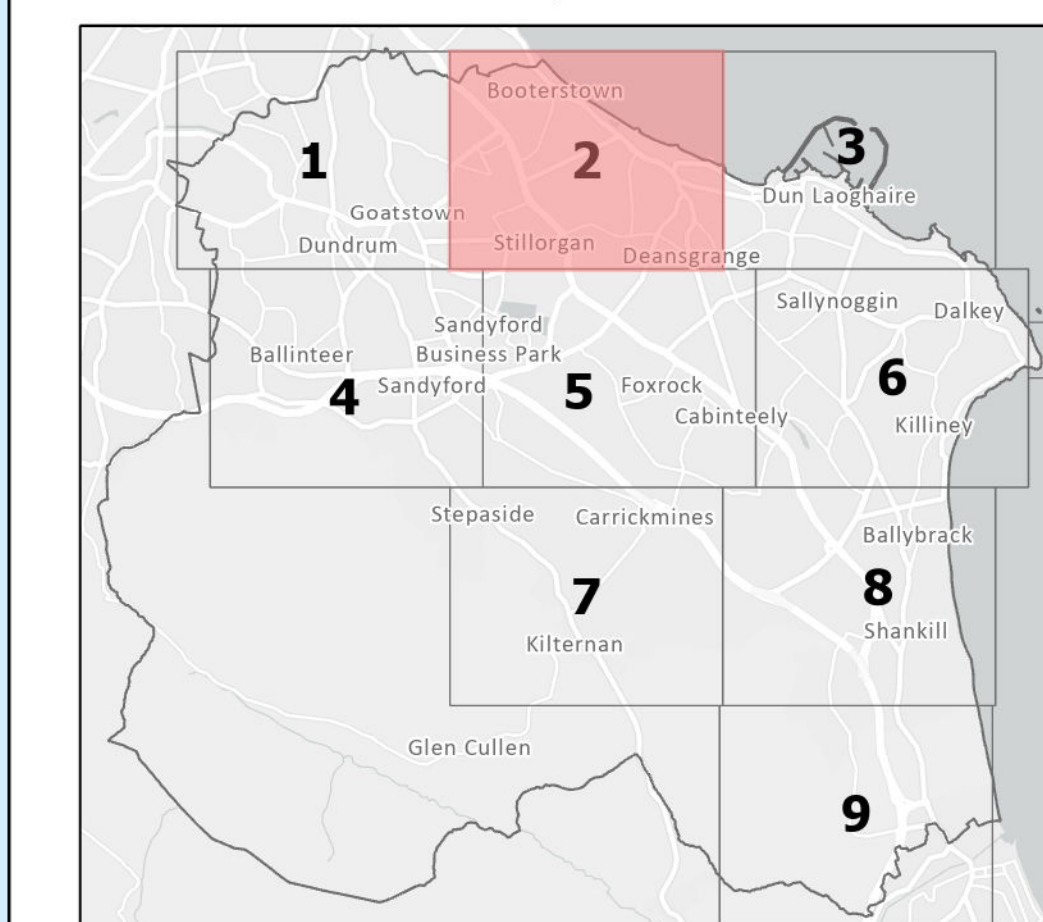 Booterstown
1
2
3
Dun Laoghaire
Goatstown
Dundrum
Stillorgan
Deansgrange
Sallynoggin
Dalkey
Sandyford
Business Park
Ballinteer
Sandyford
4
5
Foxrock
6
Cabinteely
Killiney
Stepaside
Carrickmines
Ballybrack
7
8
Shankill
Kilternan
Glen Cullen
9